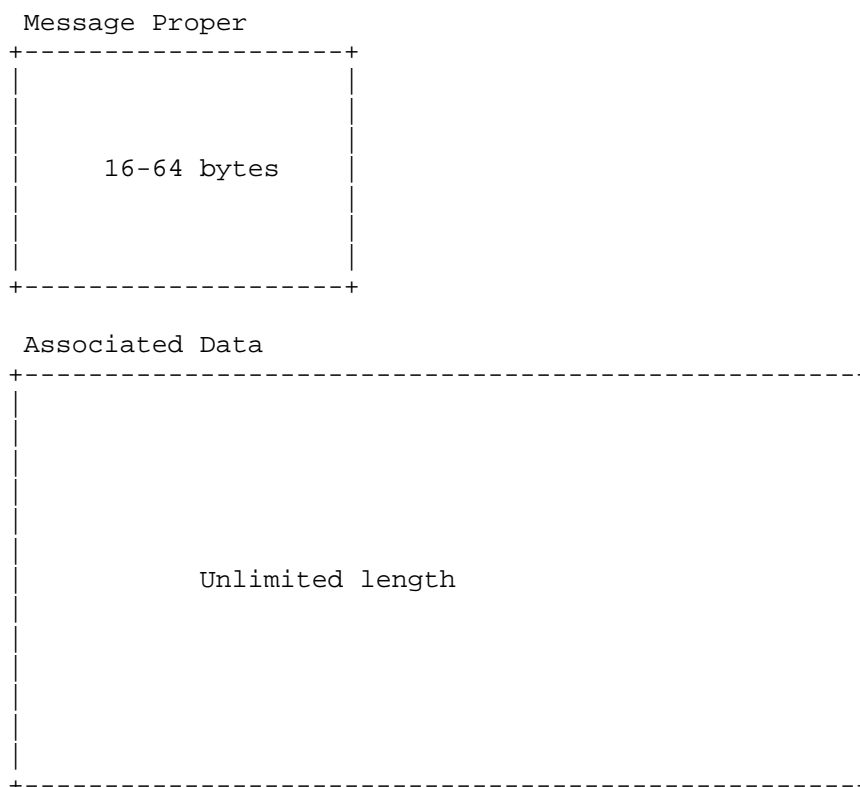 Message Proper
16-64 bytes
Associated Data
Unlimited length